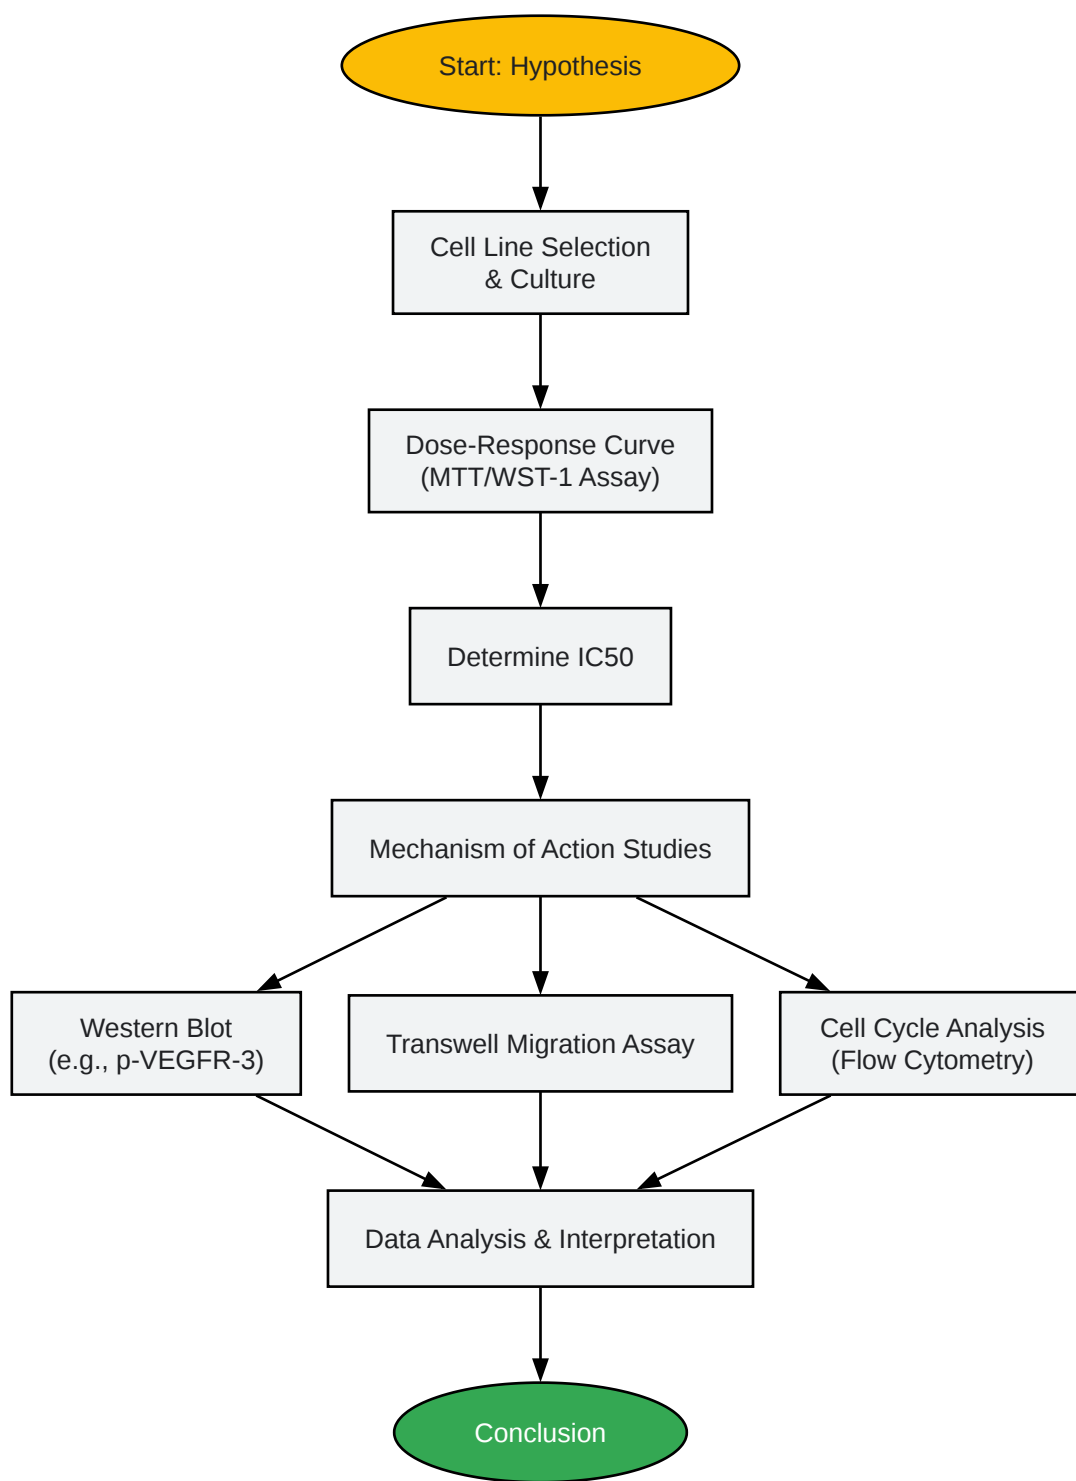 Start: Hypothesis
Cell Line Selection
& Culture
Dose-Response Curve
(MTT/WST-1 Assay)
Determine IC50
Mechanism of Action Studies
Western Blot
(e.g., p-VEGFR-3)
Transwell Migration Assay
Cell Cycle Analysis
(Flow Cytometry)
Data Analysis & Interpretation
Conclusion